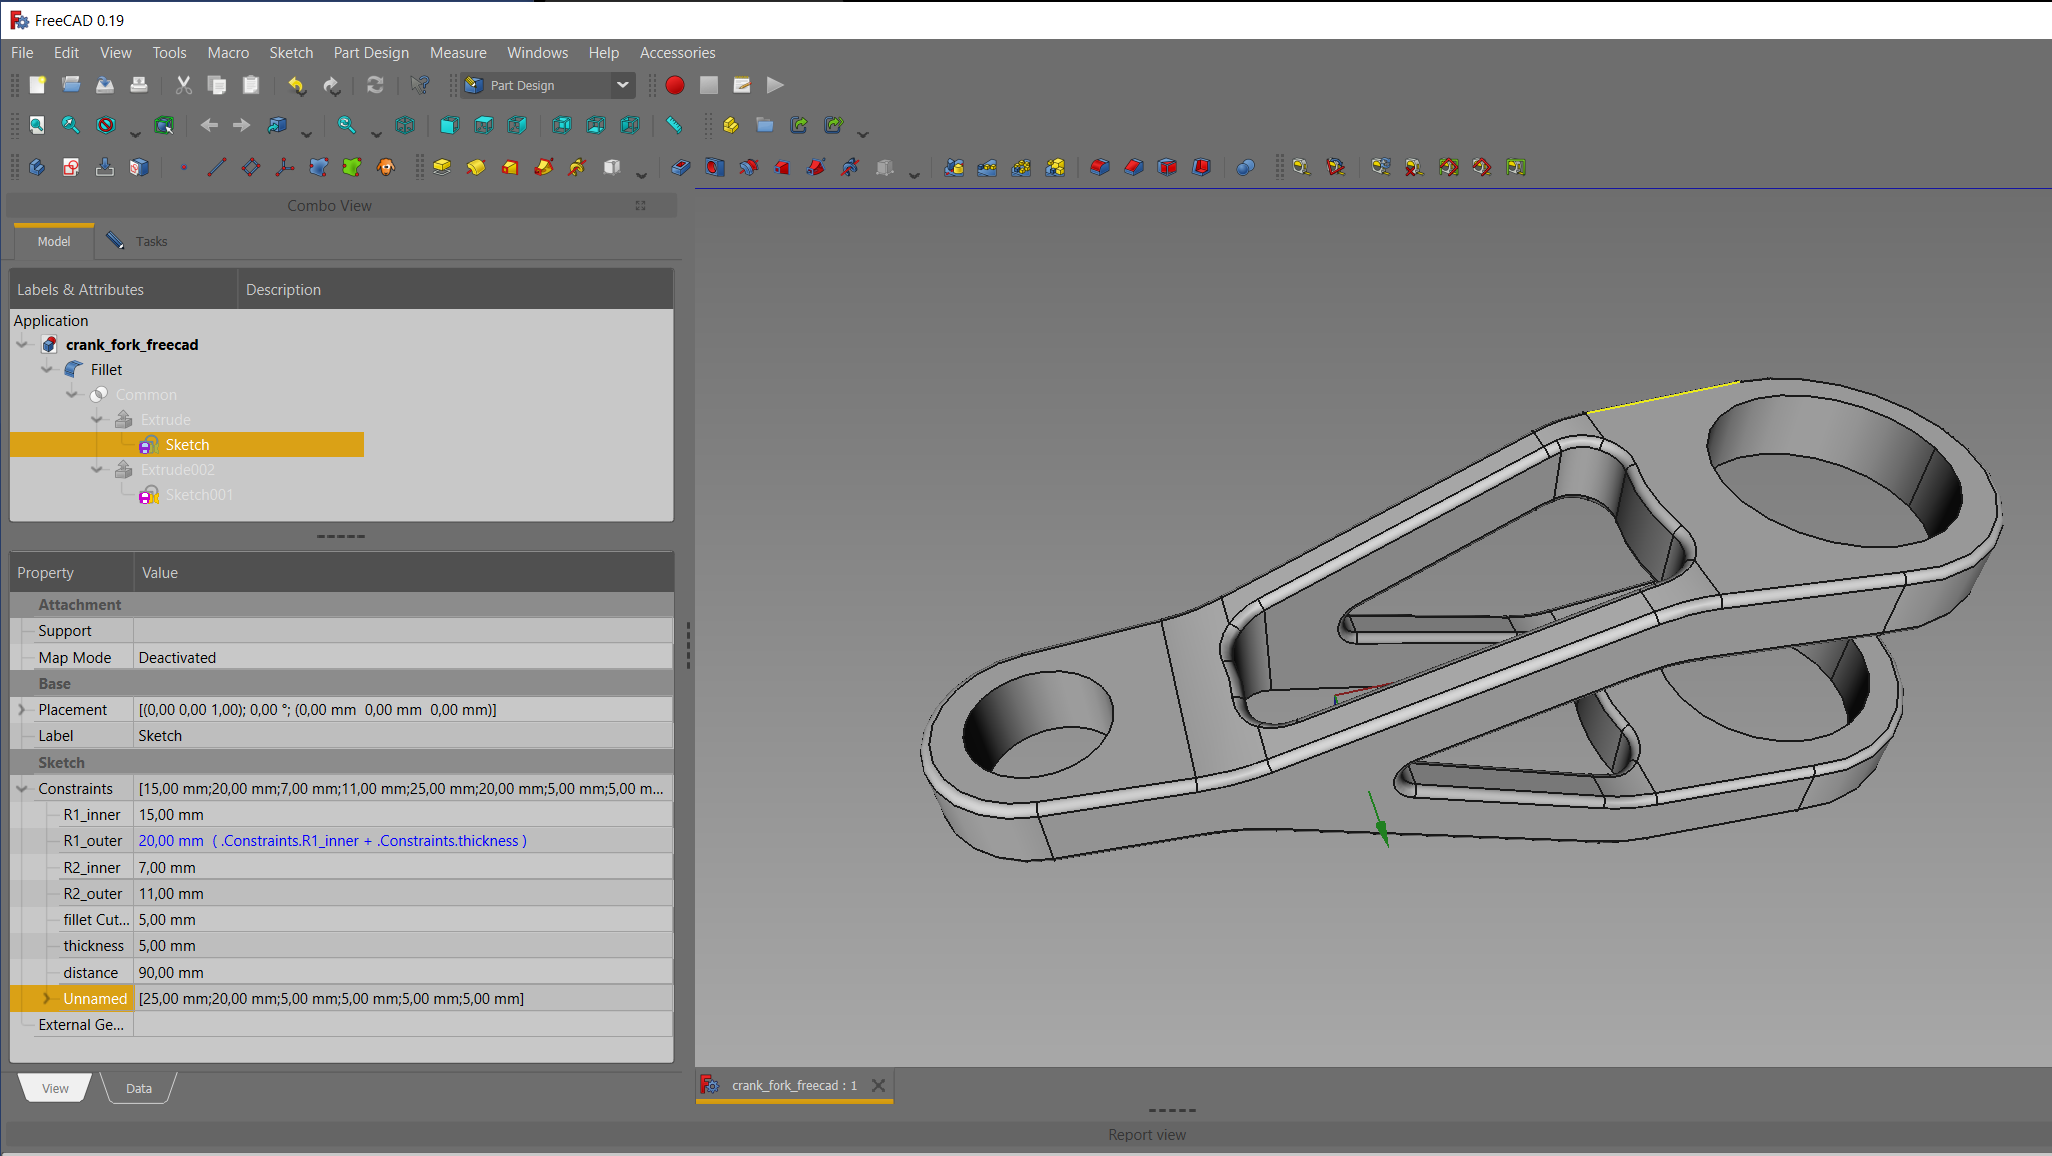 FreeCAD 0.19
File Edit View Tools Macro Sketch Part Design Measure Windows Help Accessories
Part Design
Combo View
Model Tasks
Labels & Attributes Description
Application
crank_fork_freecad
Fillet
Common
Extrude
Sketch
Extrude002
Sketch001
Property Value
Attachment
Support
Map Mode Deactivated
Base
Placement [(0,00 0,00 1,00); 0,00 °; (0,00 mm 0,00 mm 0,00 mm)]
Label Sketch
Sketch
Constraints [15,00 mm;20,00 mm;7,00 mm;11,00 mm;25,00 mm;20,00 mm;5,00 mm;5,00 m...
R1_inner 15,00 mm
R1_outer 20,00 mm ( .Constraints.R1_inner + .Constraints.thickness )
R2_inner 7,00 mm
R2_outer 11,00 mm
fillet Cut... 5,00 mm
thickness 5,00 mm
distance 90,00 mm
Unnamed [25,00 mm;20,00 mm;5,00 mm;5,00 mm;5,00 mm;5,00 mm]
External Ge...
View Data
crank_fork_freecad : 1
Report view